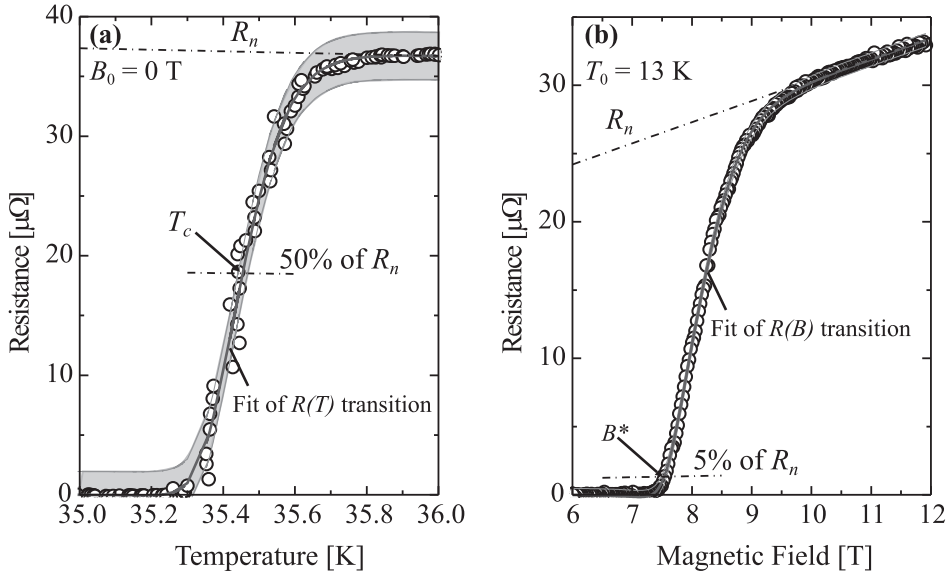 (a)
R_n
B_0 = 0 T
T_c
50% of R_n
Fit of R(T) transition
40
30
20
10
0
35.0 35.2 35.4 35.6 35.8 36.0
Resistance [μΩ]
Temperature [K]
(b)
T_0 = 13 K
R_n
Fit of R(B) transition
B*
5% of R_n
30
20
10
0
6 7 8 9 10 11 12
Resistance [μΩ]
Magnetic Field [T]